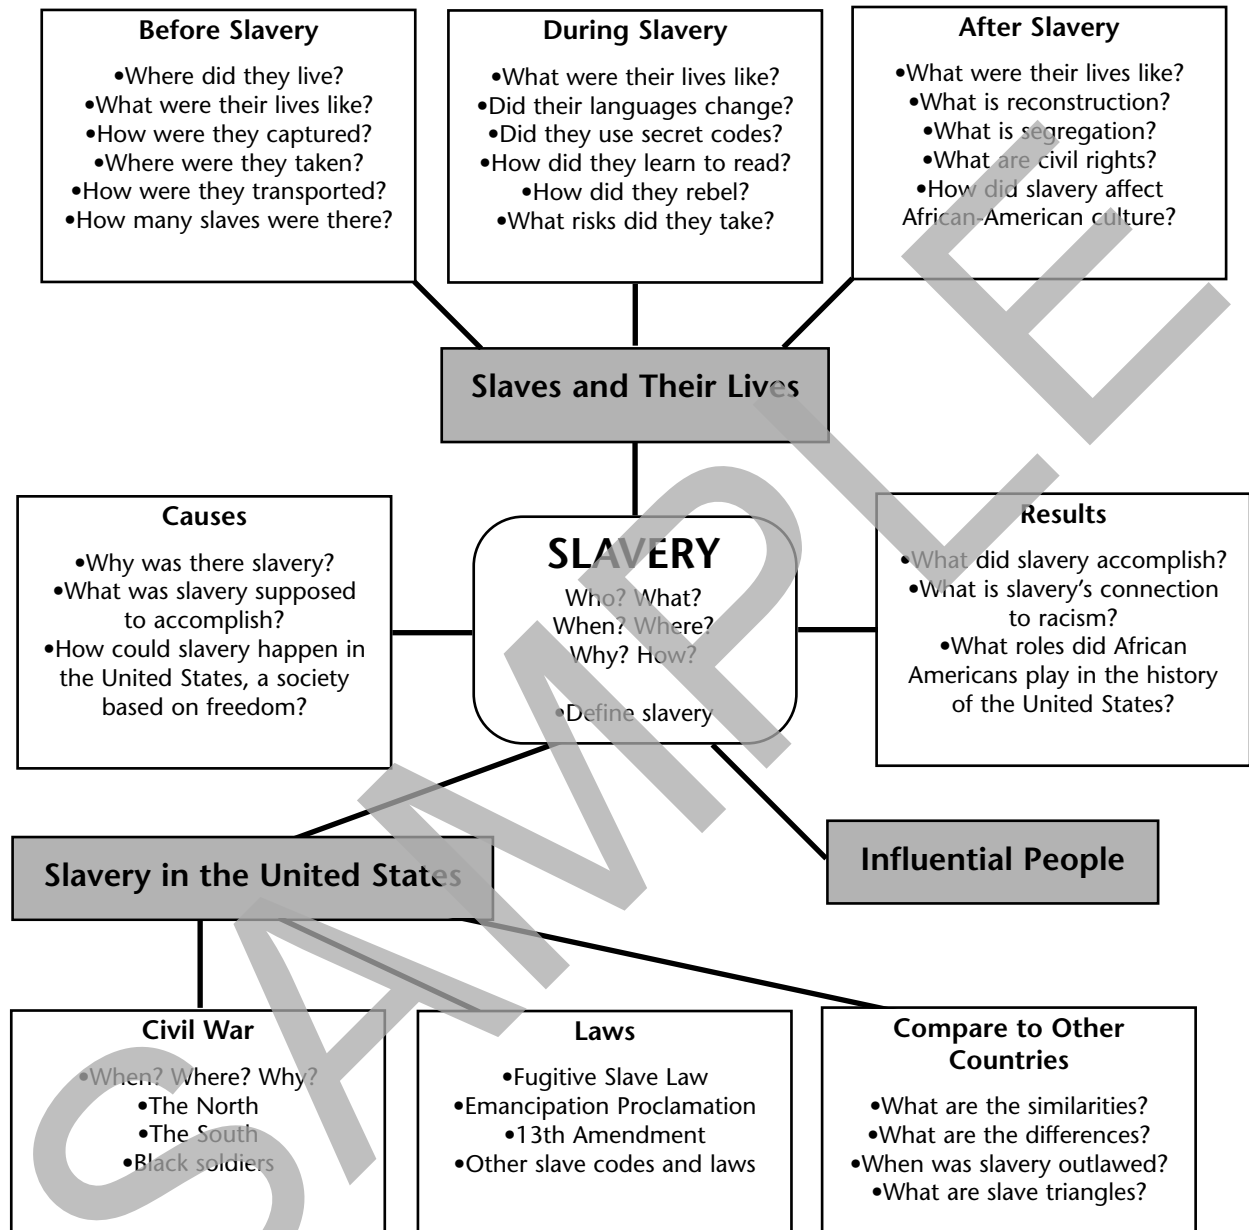 Before Slavery
•Where did they live?
•What were their lives like?
•How were they captured?
•Where were they taken?
•How were they transported?
•How many slaves were there?
During Slavery
•What were their lives like?
•Did their languages change?
•Did they use secret codes?
•How did they learn to read?
•How did they rebel?
•What risks did they take?
After Slavery
•What were their lives like?
•What is reconstruction?
•What is segregation?
•What are civil rights?
•How did slavery affect
African-American culture?
Slaves and Their Lives
Causes
•Why was there slavery?
•What was slavery supposed
to accomplish?
•How could slavery happen in
the United States, a society
based on freedom?
SLAVERY
Who? What?
When? Where?
Why? How?
•Define slavery
Results
•What did slavery accomplish?
•What is slavery’s connection
to racism?
•What roles did African
Americans play in the history
of the United States?
Slavery in the United States
Influential People
Civil War
•When? Where? Why?
•The North
•The South
•Black soldiers
Laws
•Fugitive Slave Law
•Emancipation Proclamation
•13th Amendment
•Other slave codes and laws
Compare to Other
Countries
•What are the similarities?
•What are the differences?
•When was slavery outlawed?
•What are slave triangles?
SAMPLE